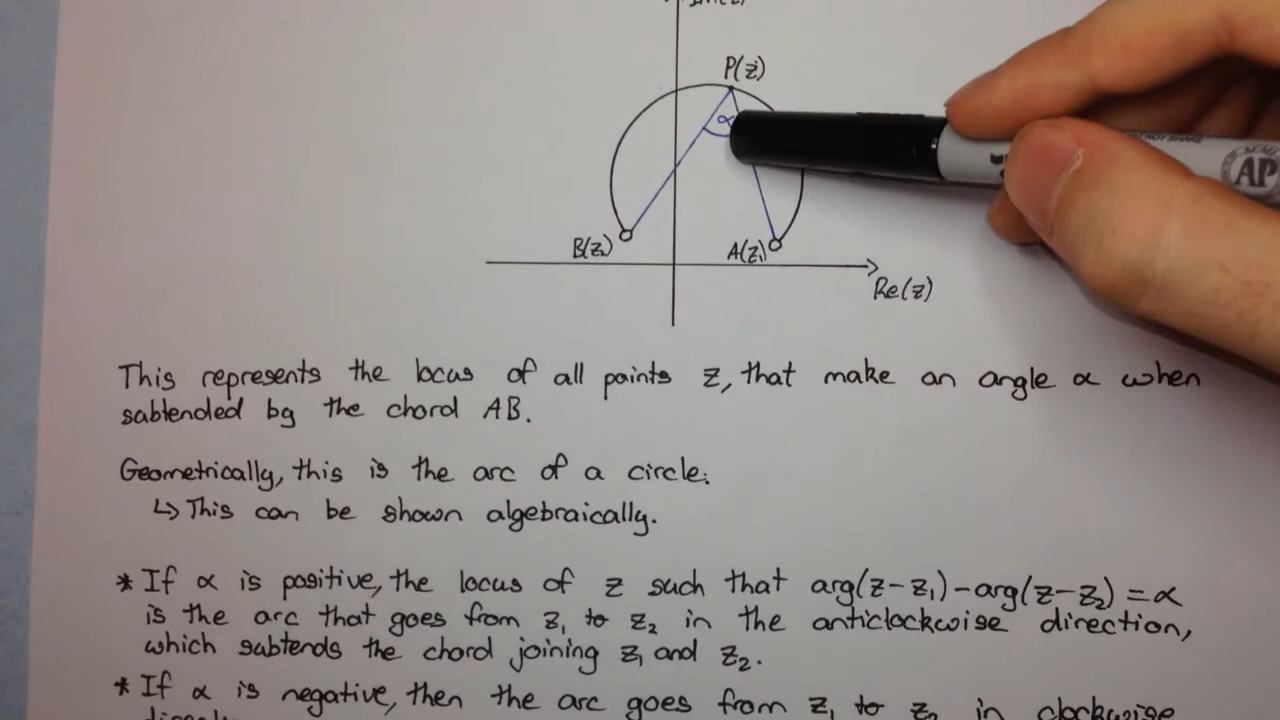 P(z)
α
B(z₂)
A(z₁)
Re(z)
AP
This represents the locus of all points z, that make an angle α when
subtended by the chord AB.
Geometrically, this is the arc of a circle.
↳ This can be shown algebraically.
* If α is positive, the locus of z such that arg(z-z₁)-arg(z-z₂)=α
is the arc that goes from z₁ to z₂ in the anticlockwise direction,
which subtends the chord joining z₁ and z₂.
* If α is negative, then the arc goes from z₁ to z₂ in clockwise